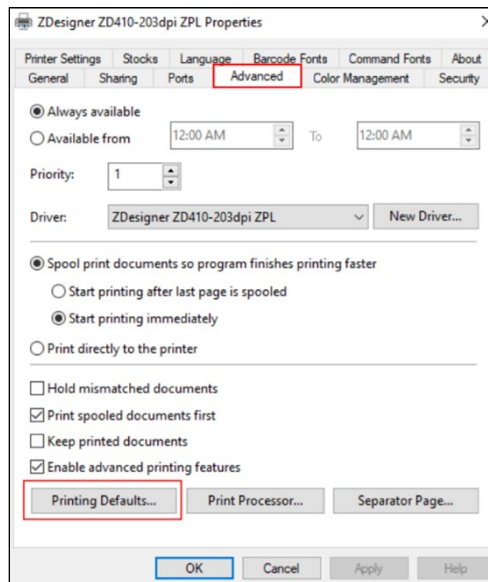 ZDesigner ZD410-203dpi ZPL Properties
Printer Settings Stocks Language Barcode Fonts Command Fonts About
General Sharing Ports Advanced Color Management Security
Always available
Available from 12:00 AM To 12:00 AM
Priority: 1
Driver: ZDesigner ZD410-203dpi ZPL New Driver...
Spool print documents so program finishes printing faster
Start printing after last page is spooled
Start printing immediately
Print directly to the printer
Hold mismatched documents
Print spooled documents first
Keep printed documents
Enable advanced printing features
Printing Defaults... Print Processor... Separator Page...
OK Cancel Apply Help